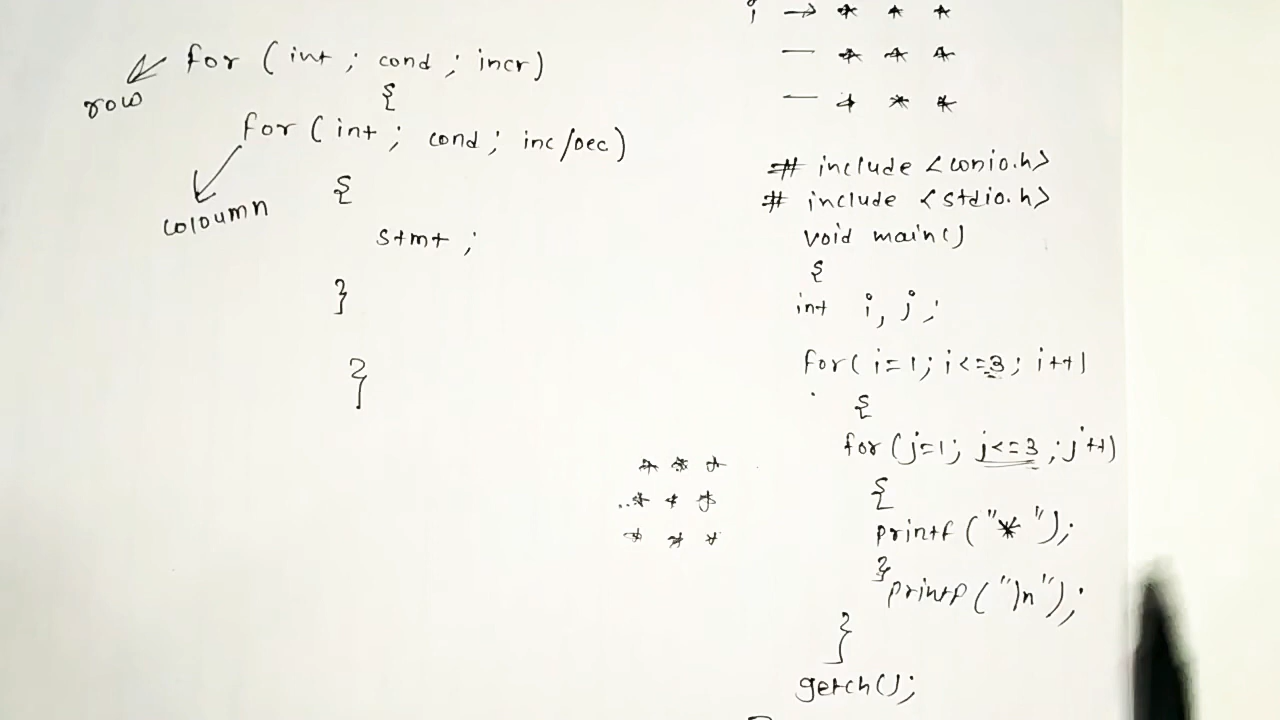 for (int ; cond ; incr)
row
{
for ( int ; cond ; inc/Dec)
coloumn
{
stmt ;
}
}
i → * * *
— * * *
— * * *
# include <conio.h>
# include <stdio.h>
void main()
{
int i, j ;
for( i=1; i<=3; i++)
{
for (j=1; j<=3 ; j++)
{
printf ("* ");
}
printf ("\n");
}
getch();
* * *
* * *
* * *